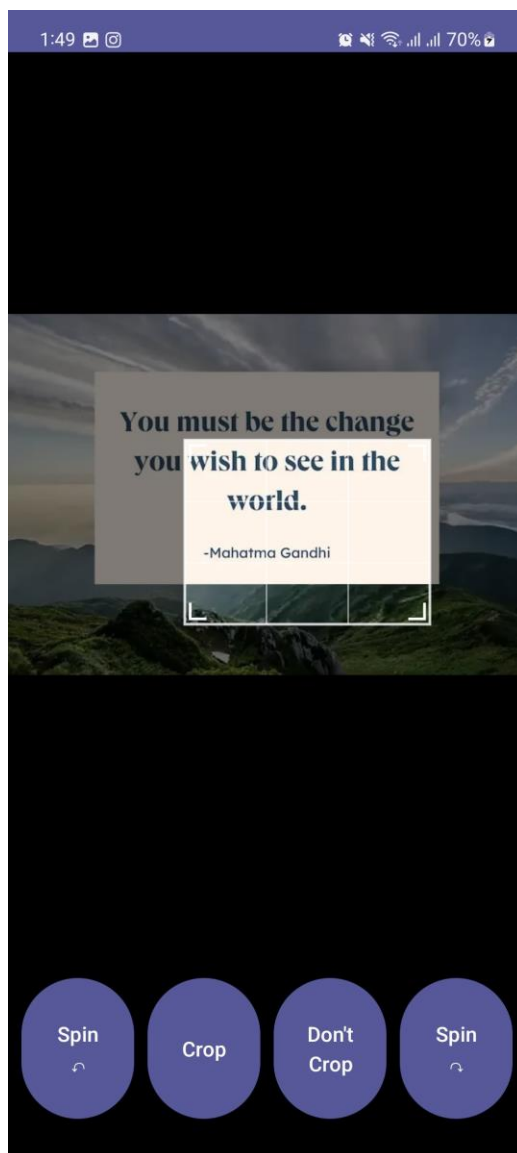 1:49 70%
You must be the change
you wish to see in the
world.
-Mahatma Gandhi
Spin
Crop
Don't
Crop
Spin